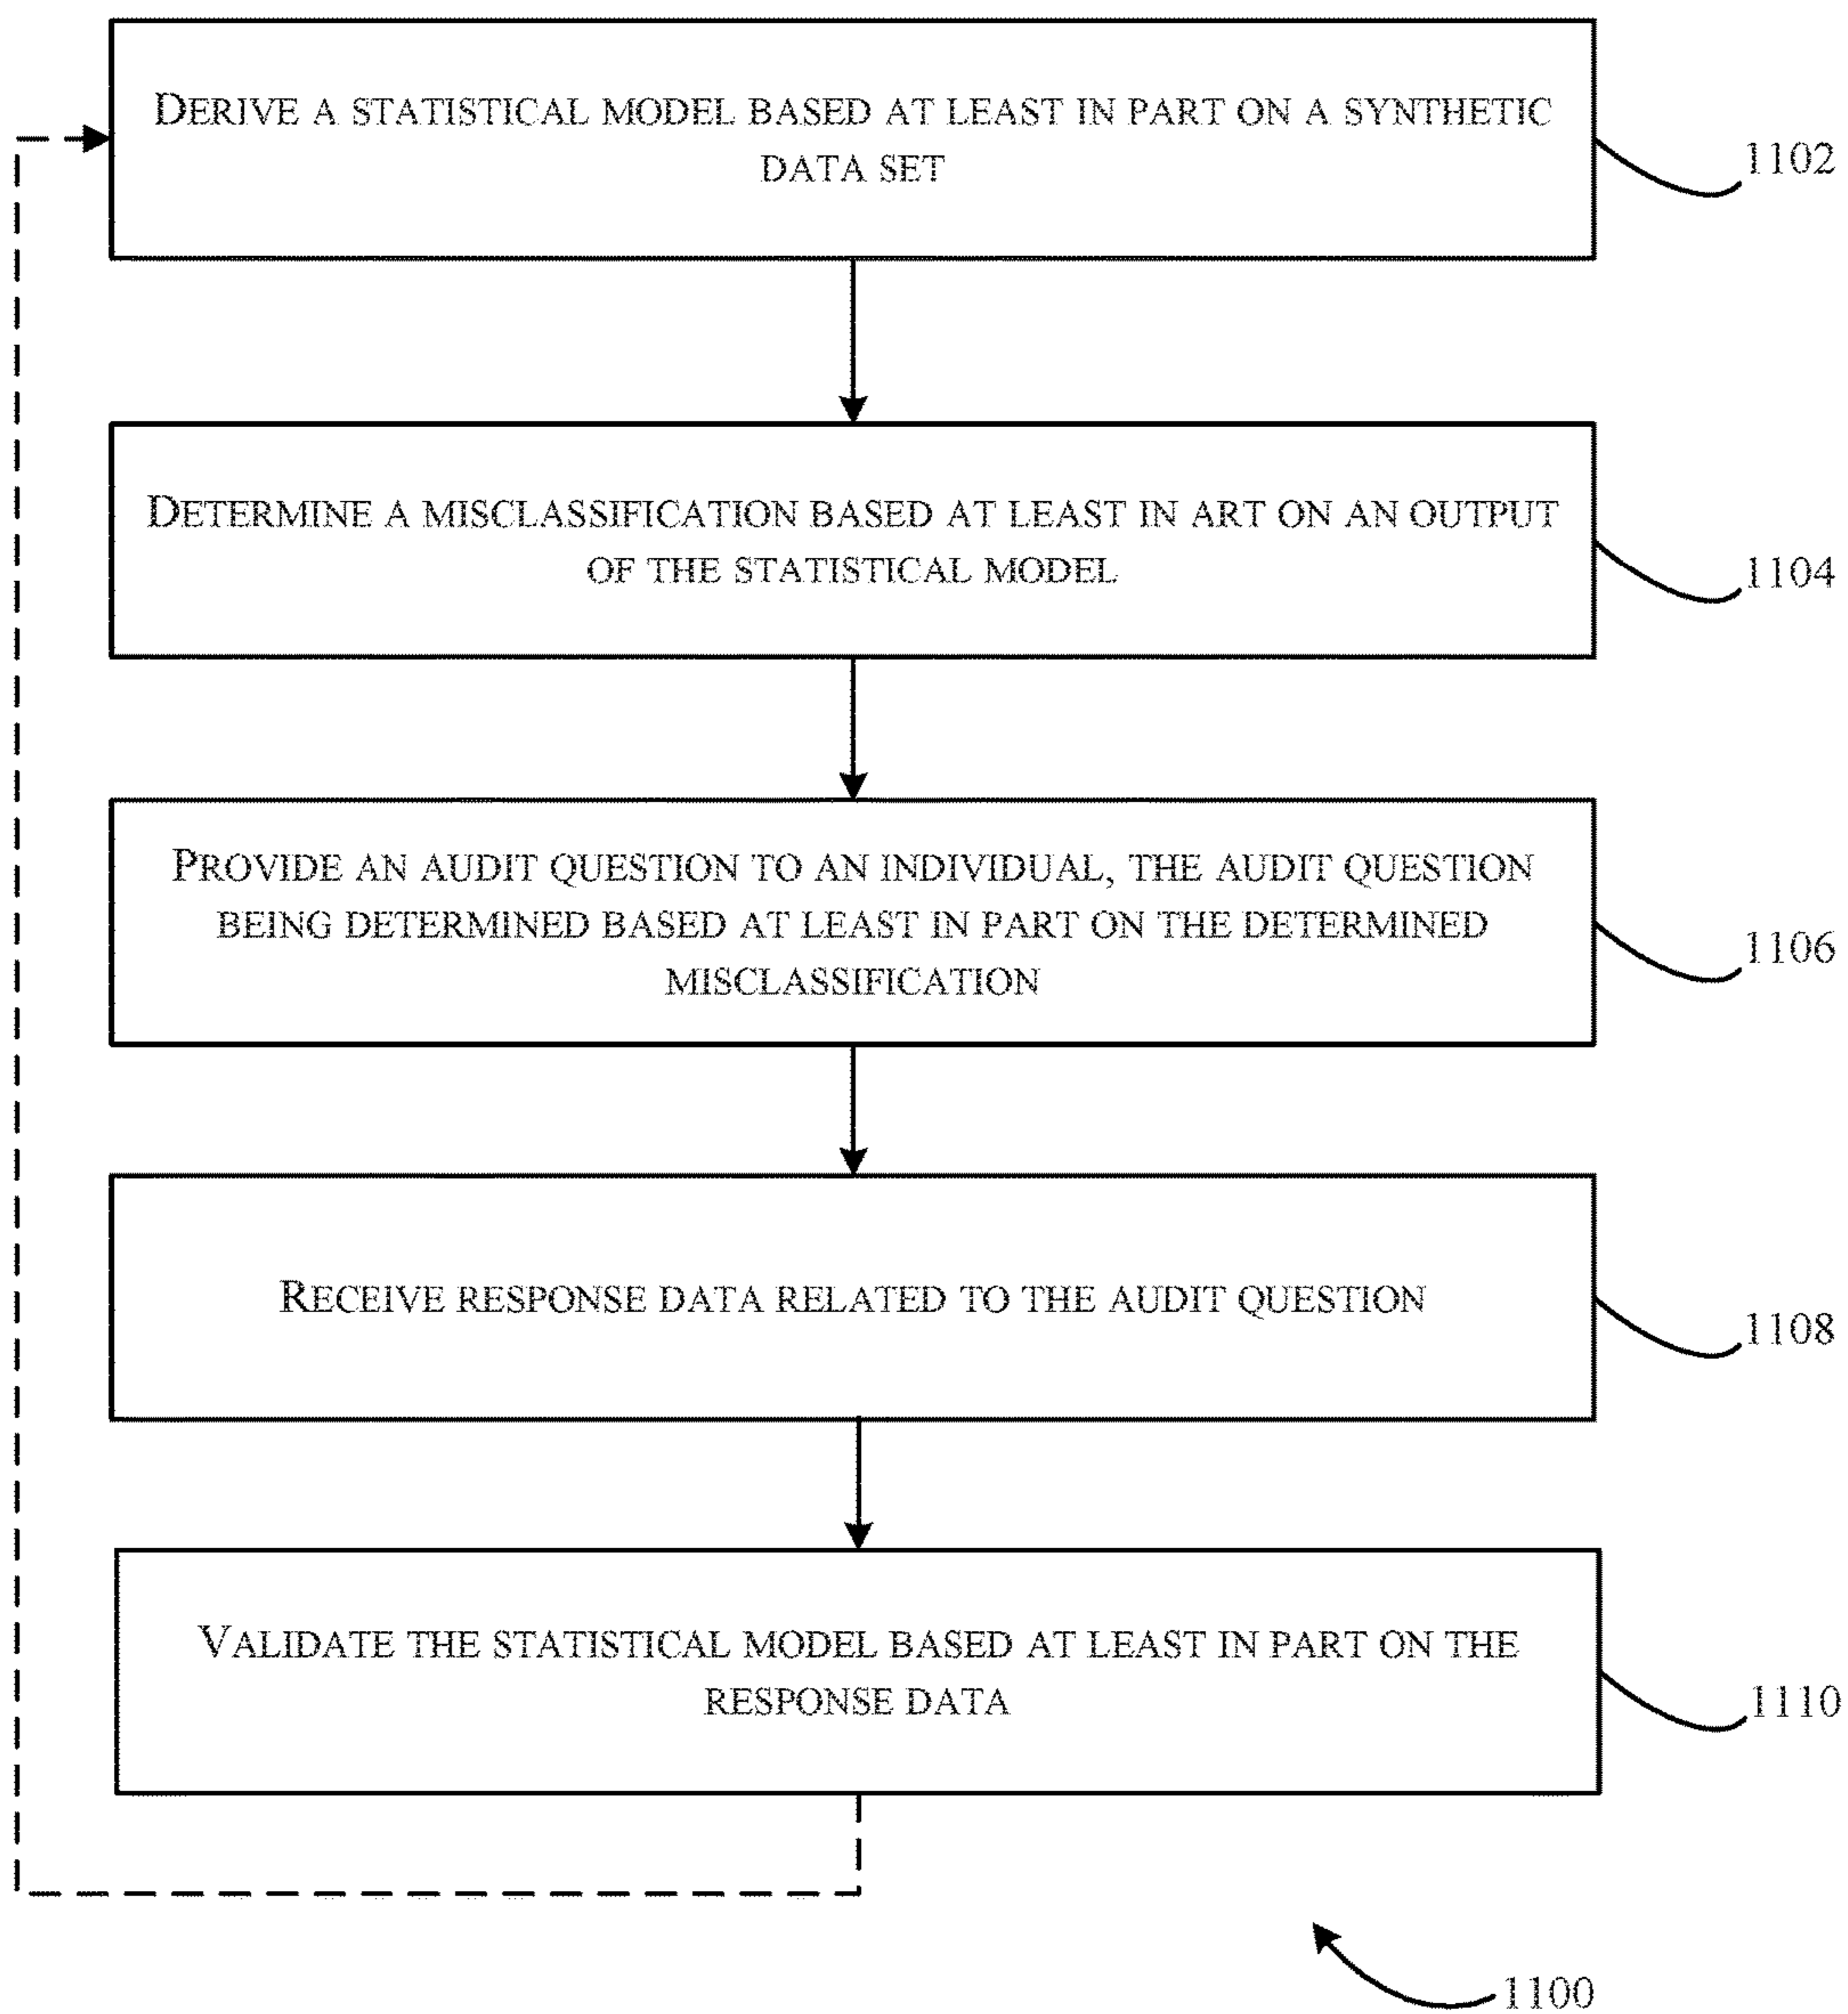 DERIVE A STATISTICAL MODEL BASED AT LEAST IN PART ON A SYNTHETIC
DATA SET
1102
DETERMINE A MISCLASSIFICATION BASED AT LEAST IN ART ON AN OUTPUT
OF THE STATISTICAL MODEL
1104
PROVIDE AN AUDIT QUESTION TO AN INDIVIDUAL, THE AUDIT QUESTION
BEING DETERMINED BASED AT LEAST IN PART ON THE DETERMINED
MISCLASSIFICATION
1106
RECEIVE RESPONSE DATA RELATED TO THE AUDIT QUESTION
1108
VALIDATE THE STATISTICAL MODEL BASED AT LEAST IN PART ON THE
RESPONSE DATA
1110
1100